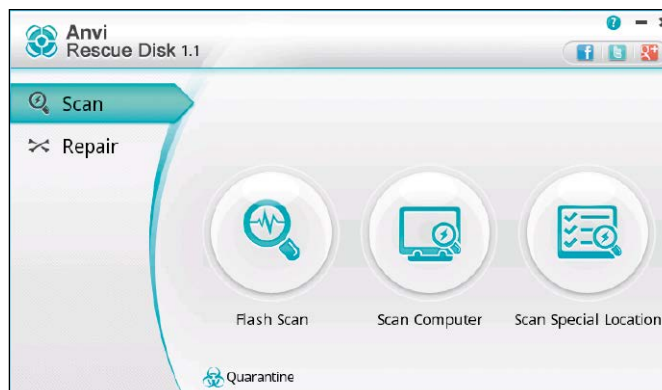 Anvi
Rescue Disk 1.1
Scan
Repair
Flash Scan
Scan Computer
Scan Special Location
Quarantine